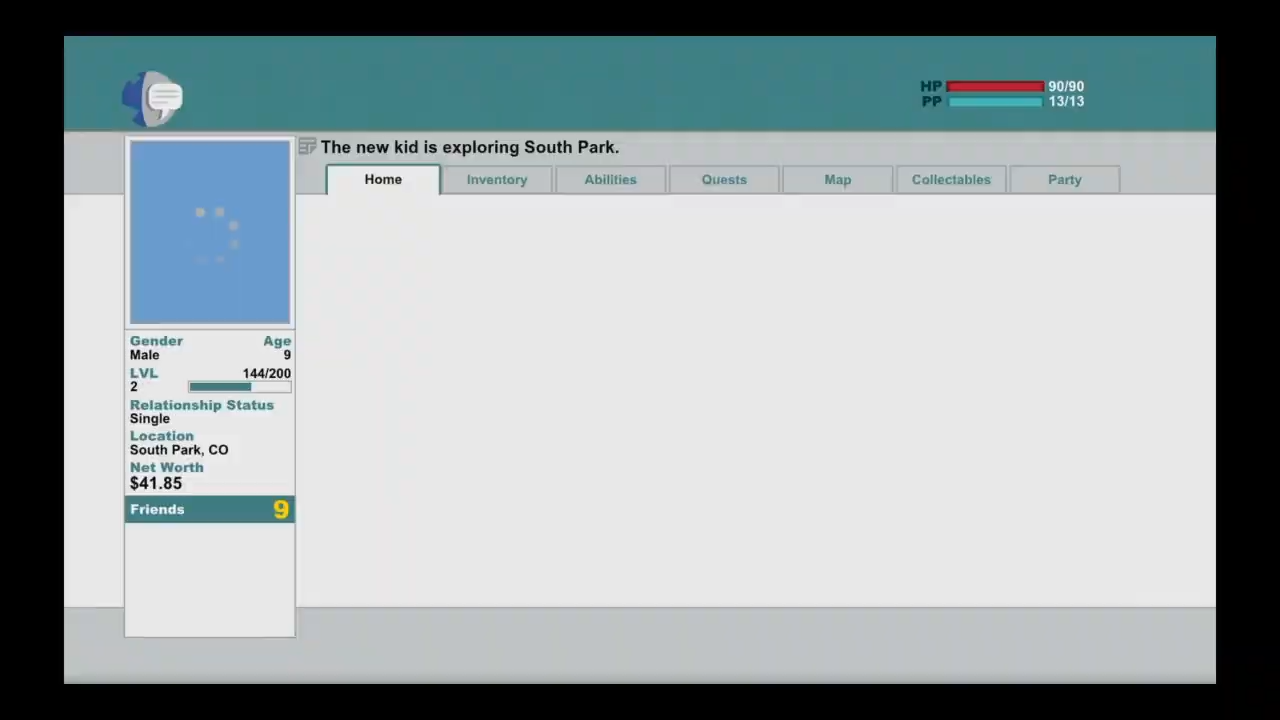 HP 90/90
PP 13/13
The new kid is exploring South Park.
Home Inventory Abilities Quests Map Collectables Party
Gender Age
Male 9
LVL 144/200
2
Relationship Status
Single
Location
South Park, CO
Net Worth
$41.85
Friends 9